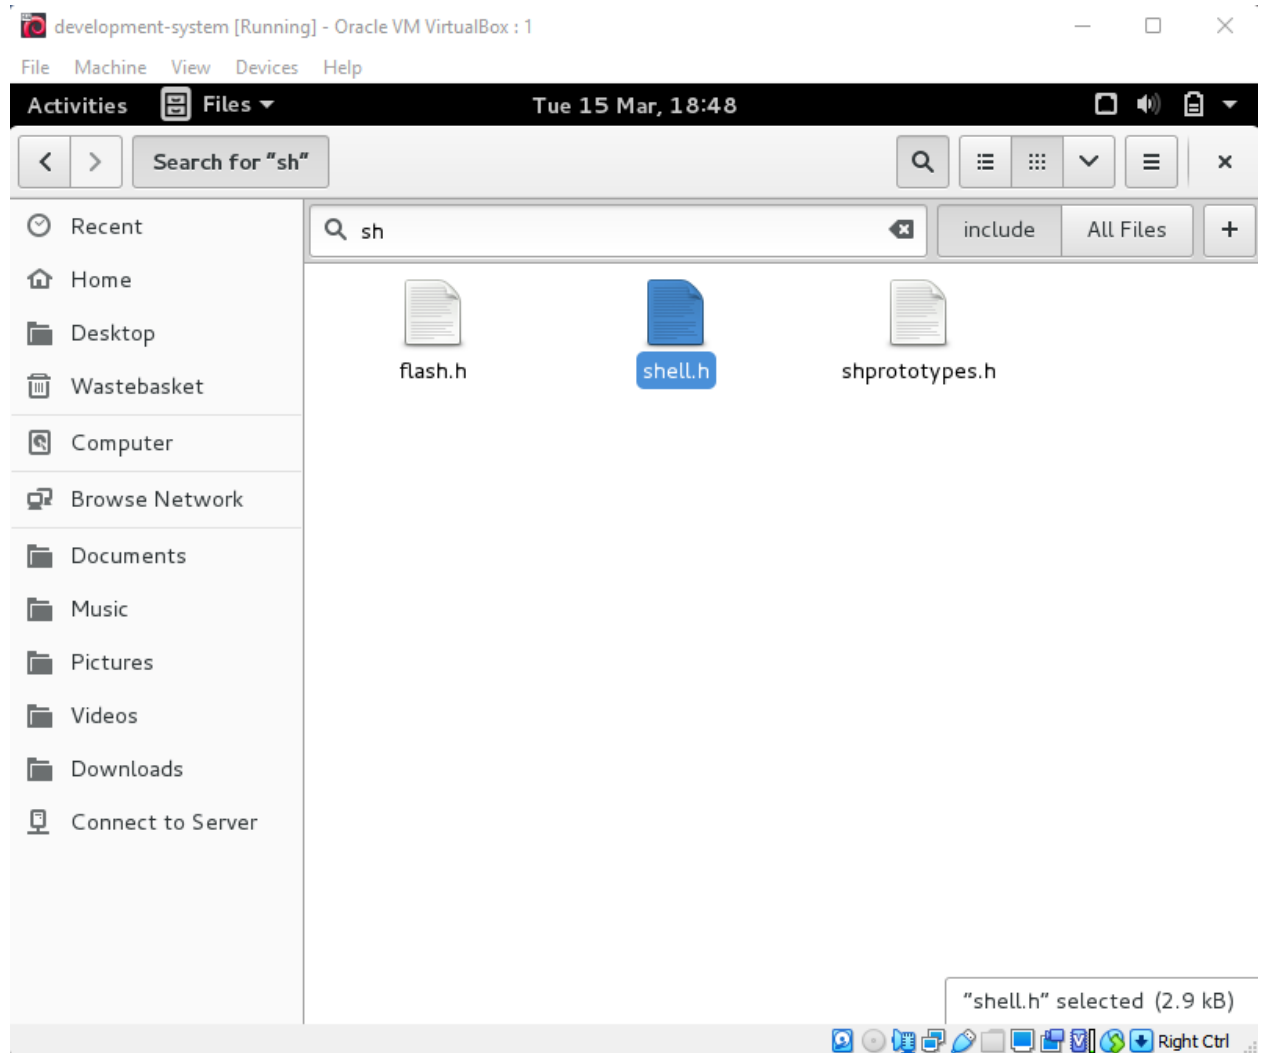 development-system [Running] - Oracle VM VirtualBox : 1
File Machine View Devices Help
Activities Files Tue 15 Mar, 18:48
Search for "sh"
Recent
Home
Desktop
Wastebasket
Computer
Browse Network
Documents
Music
Pictures
Videos
Downloads
Connect to Server
sh include All Files +
flash.h shell.h shprototypes.h
"shell.h" selected (2.9 kB)
Right Ctrl